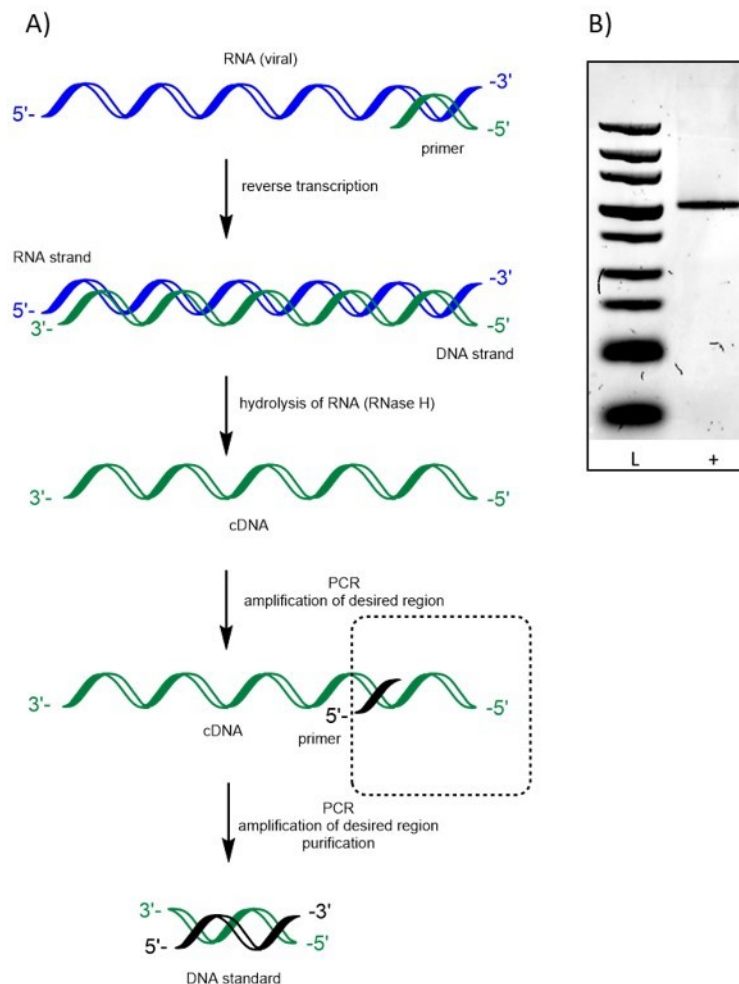 A)
RNA (viral)
5'-
-3'
-5'
primer
reverse transcription
RNA strand
-3'
5'-
3'-
-5'
DNA strand
hydrolysis of RNA (RNase H)
3'-
-5'
cDNA
PCR
amplification of desired region
3'-
5'-
-5'
cDNA
primer
PCR
amplification of desired region
purification
3'-
-3'
5'-
-5'
DNA standard
B)
L +